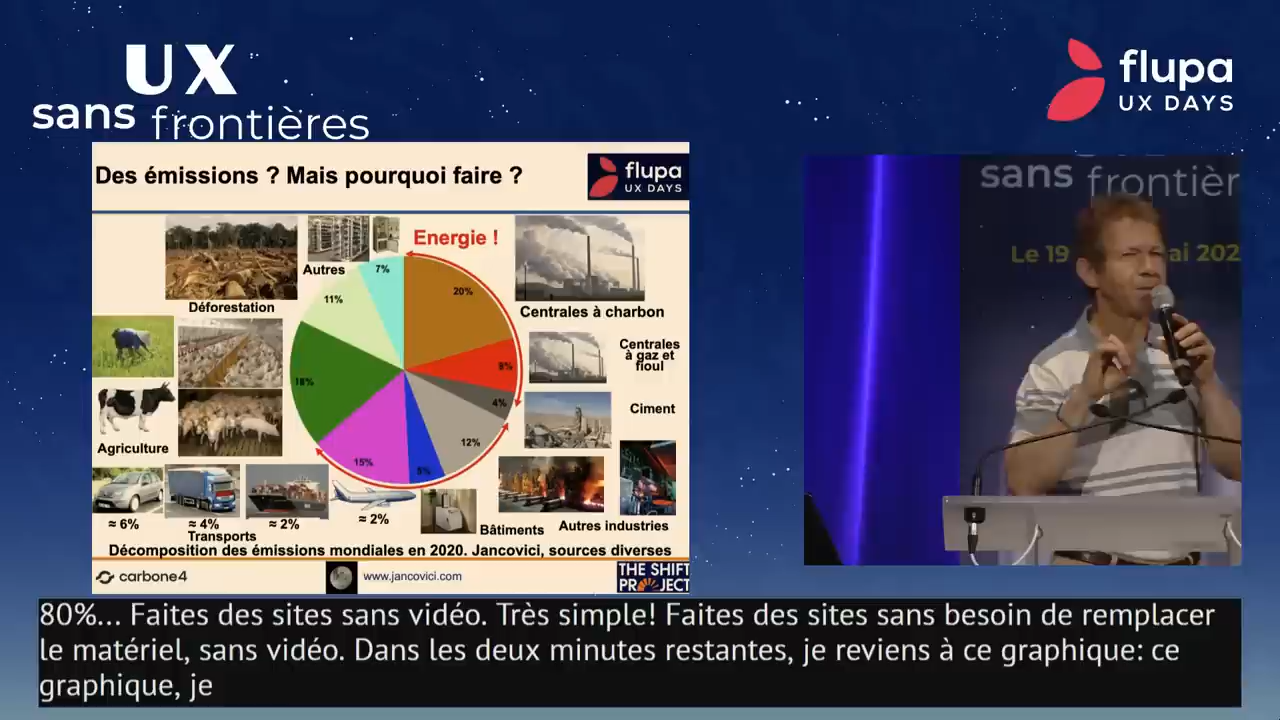 UX
sans frontières
flupa
UX DAYS
Des émissions ? Mais pourquoi faire ?
flupa
UX DAYS
Energie !
Autres
7%
20%
11%
Déforestation
Centrales à charbon
Centrales
à gaz et
fioul
8%
18%
4%
Ciment
12%
Agriculture
15%
5%
≈ 6%
≈ 4%
≈ 2%
≈ 2%
Transports
Bâtiments
Autres industries
Décomposition des émissions mondiales en 2020. Jancovici, sources diverses
carbone4
www.jancovici.com
THE SHIFT
PROJECT
sans frontièr
Le 19
ai 202
80%... Faites des sites sans vidéo. Très simple! Faites des sites sans besoin de remplacer
le matériel, sans vidéo. Dans les deux minutes restantes, je reviens à ce graphique: ce
graphique, je